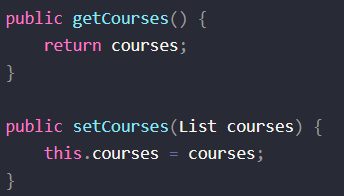 public getCourses() {
    return courses;
}

public setCourses(List courses) {
    this.courses = courses;
}